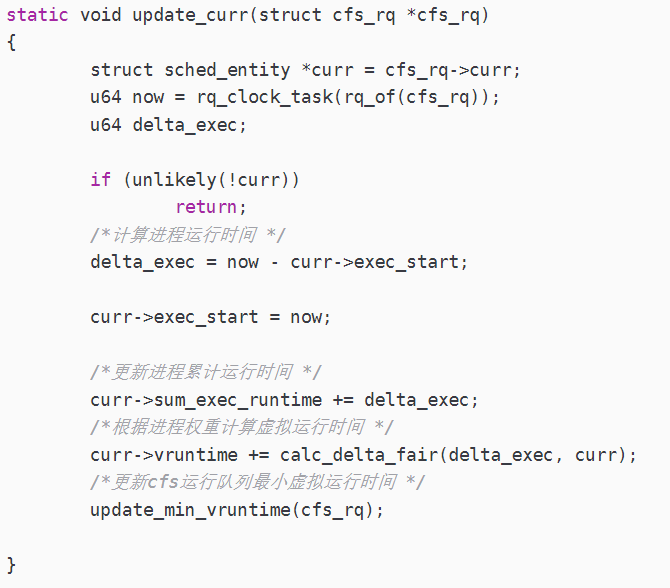 static void update_curr(struct cfs_rq *cfs_rq)
{
        struct sched_entity *curr = cfs_rq->curr;
        u64 now = rq_clock_task(rq_of(cfs_rq));
        u64 delta_exec;

        if (unlikely(!curr))
                return;
        /*计算进程运行时间 */
        delta_exec = now - curr->exec_start;

        curr->exec_start = now;

        /*更新进程累计运行时间 */
        curr->sum_exec_runtime += delta_exec;
        /*根据进程权重计算虚拟运行时间 */
        curr->vruntime += calc_delta_fair(delta_exec, curr);
        /*更新cfs运行队列最小虚拟运行时间 */
        update_min_vruntime(cfs_rq);

}